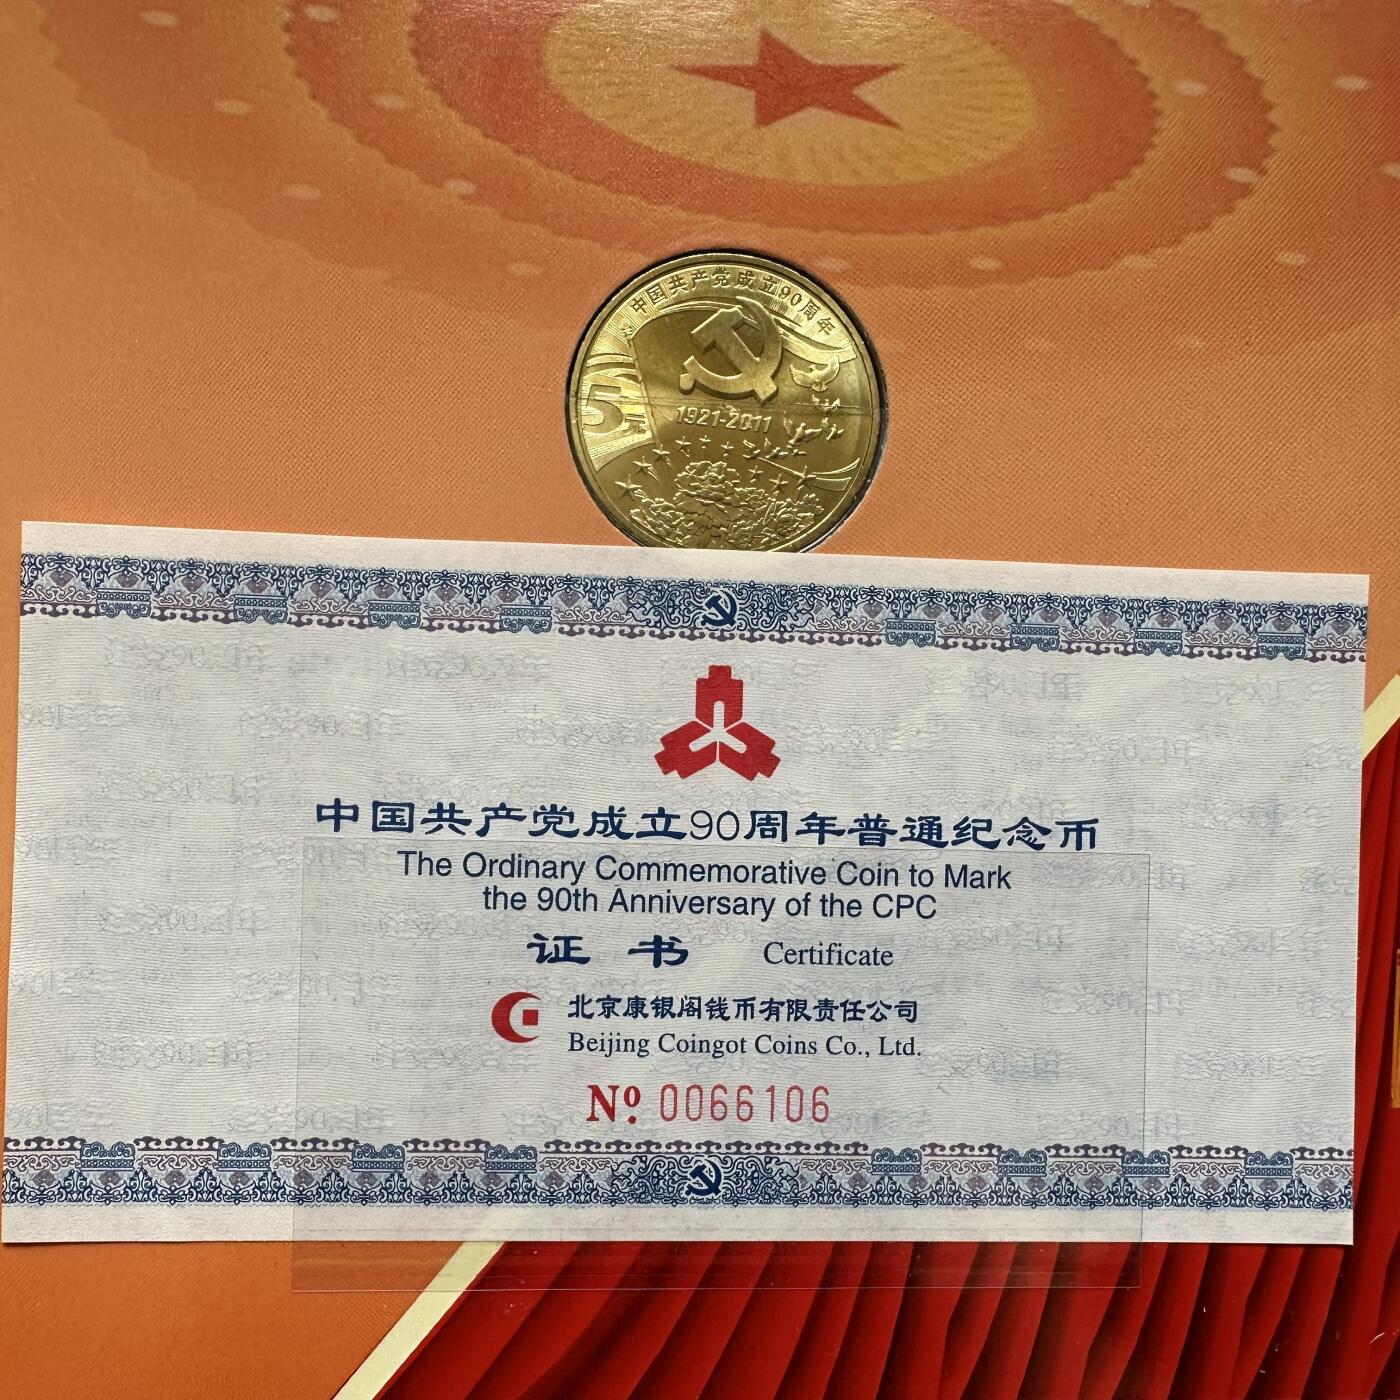 中国共产党成立90周年
5元
1921-2011
中国共产党成立90周年普通纪念币
The Ordinary Commemorative Coin to Mark
the 90th Anniversary of the CPC
证 书 Certificate
北京康银阁钱币有限责任公司
Beijing Coingot Coins Co., Ltd.
Nº 0066106